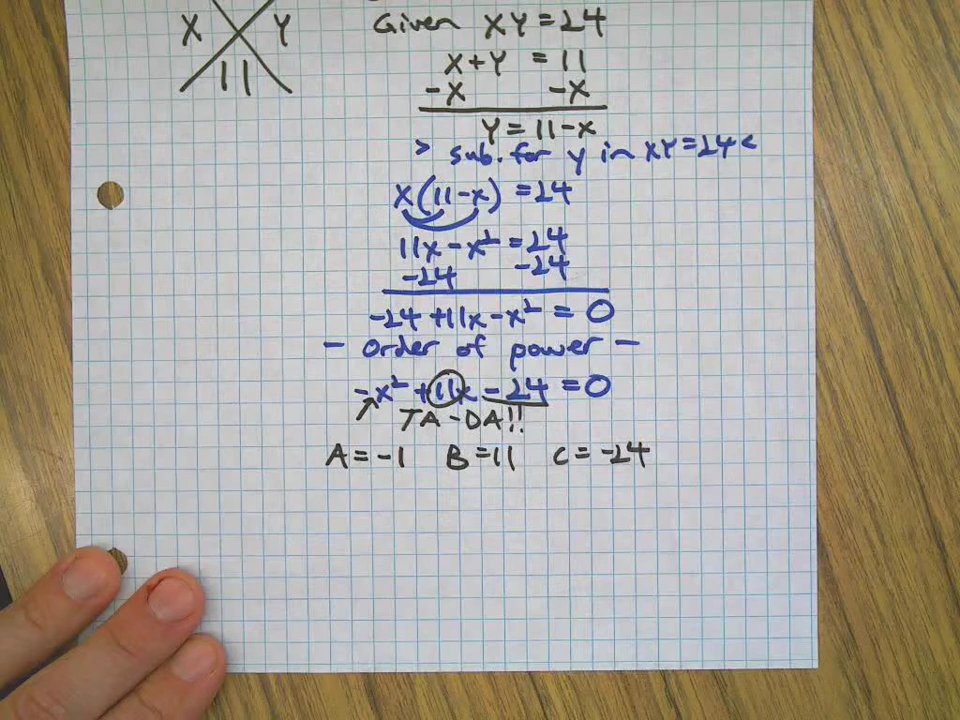 X Y
11
Given XY=24
x+y = 11
-x -x
y = 11-x
> sub. for y in XY=24<
x(11-x) = 24
11x-x² = 24
-24 -24
-24 +11x-x² = 0
- Order of power -
-x² +11x -24 =0
TA-DA!!
A = -1 B = 11 C = -24